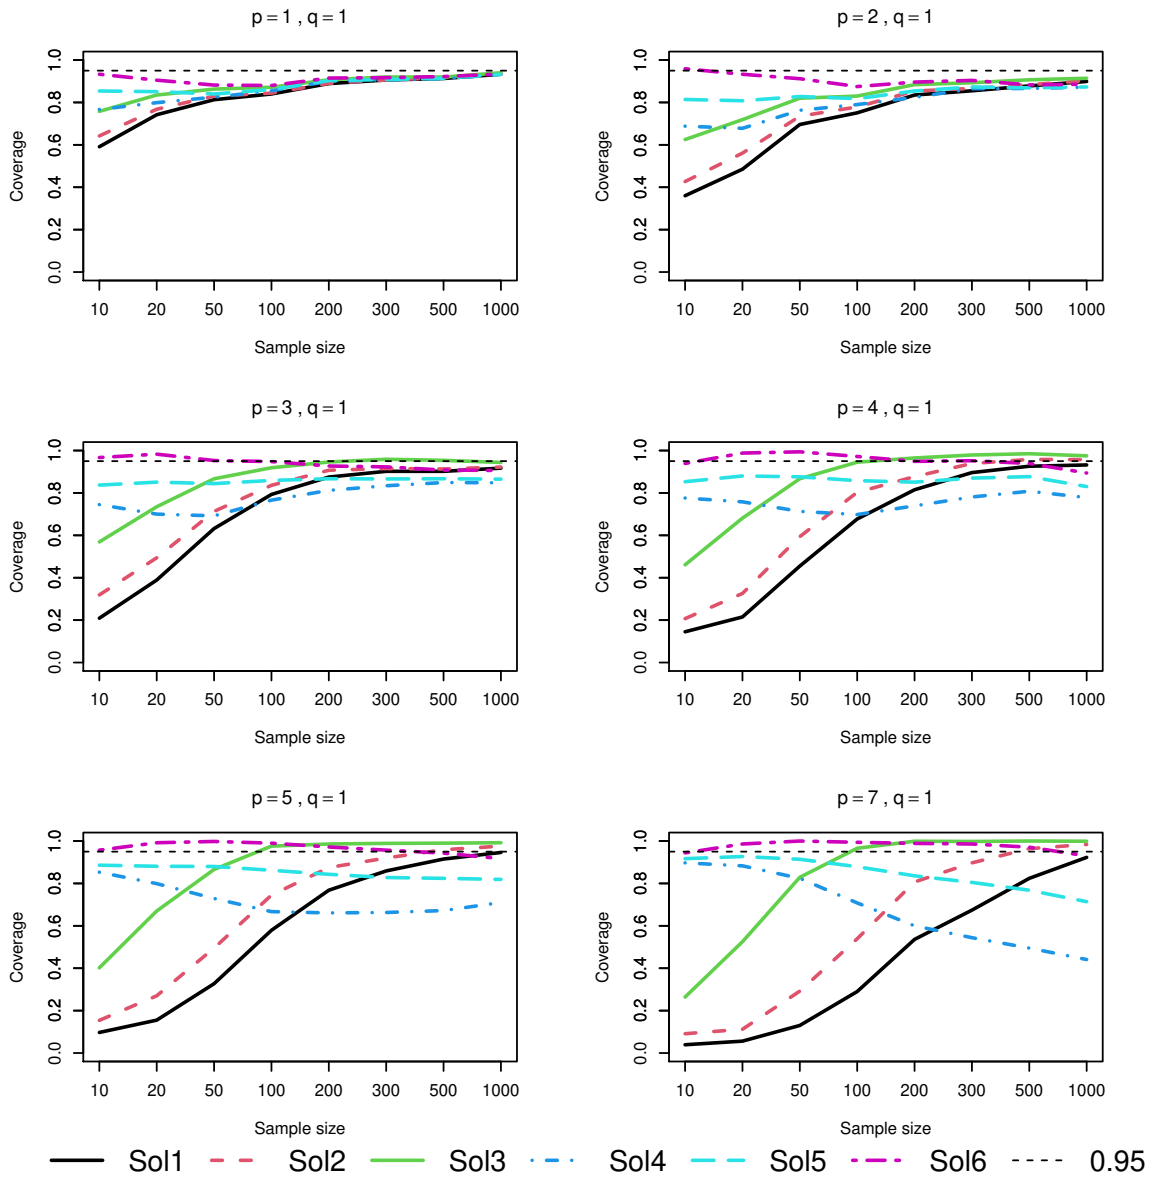 p = 1 , q = 1
Coverage
0.0 0.2 0.4 0.6 0.8 1.0
10 20 50 100 200 300 500 1000
Sample size
p = 2 , q = 1
Coverage
0.0 0.2 0.4 0.6 0.8 1.0
10 20 50 100 200 300 500 1000
Sample size
p = 3 , q = 1
Coverage
0.0 0.2 0.4 0.6 0.8 1.0
10 20 50 100 200 300 500 1000
Sample size
p = 4 , q = 1
Coverage
0.0 0.2 0.4 0.6 0.8 1.0
10 20 50 100 200 300 500 1000
Sample size
p = 5 , q = 1
Coverage
0.0 0.2 0.4 0.6 0.8 1.0
10 20 50 100 200 300 500 1000
Sample size
p = 7 , q = 1
Coverage
0.0 0.2 0.4 0.6 0.8 1.0
10 20 50 100 200 300 500 1000
Sample size
Sol1 Sol2 Sol3 Sol4 Sol5 Sol6 0.95